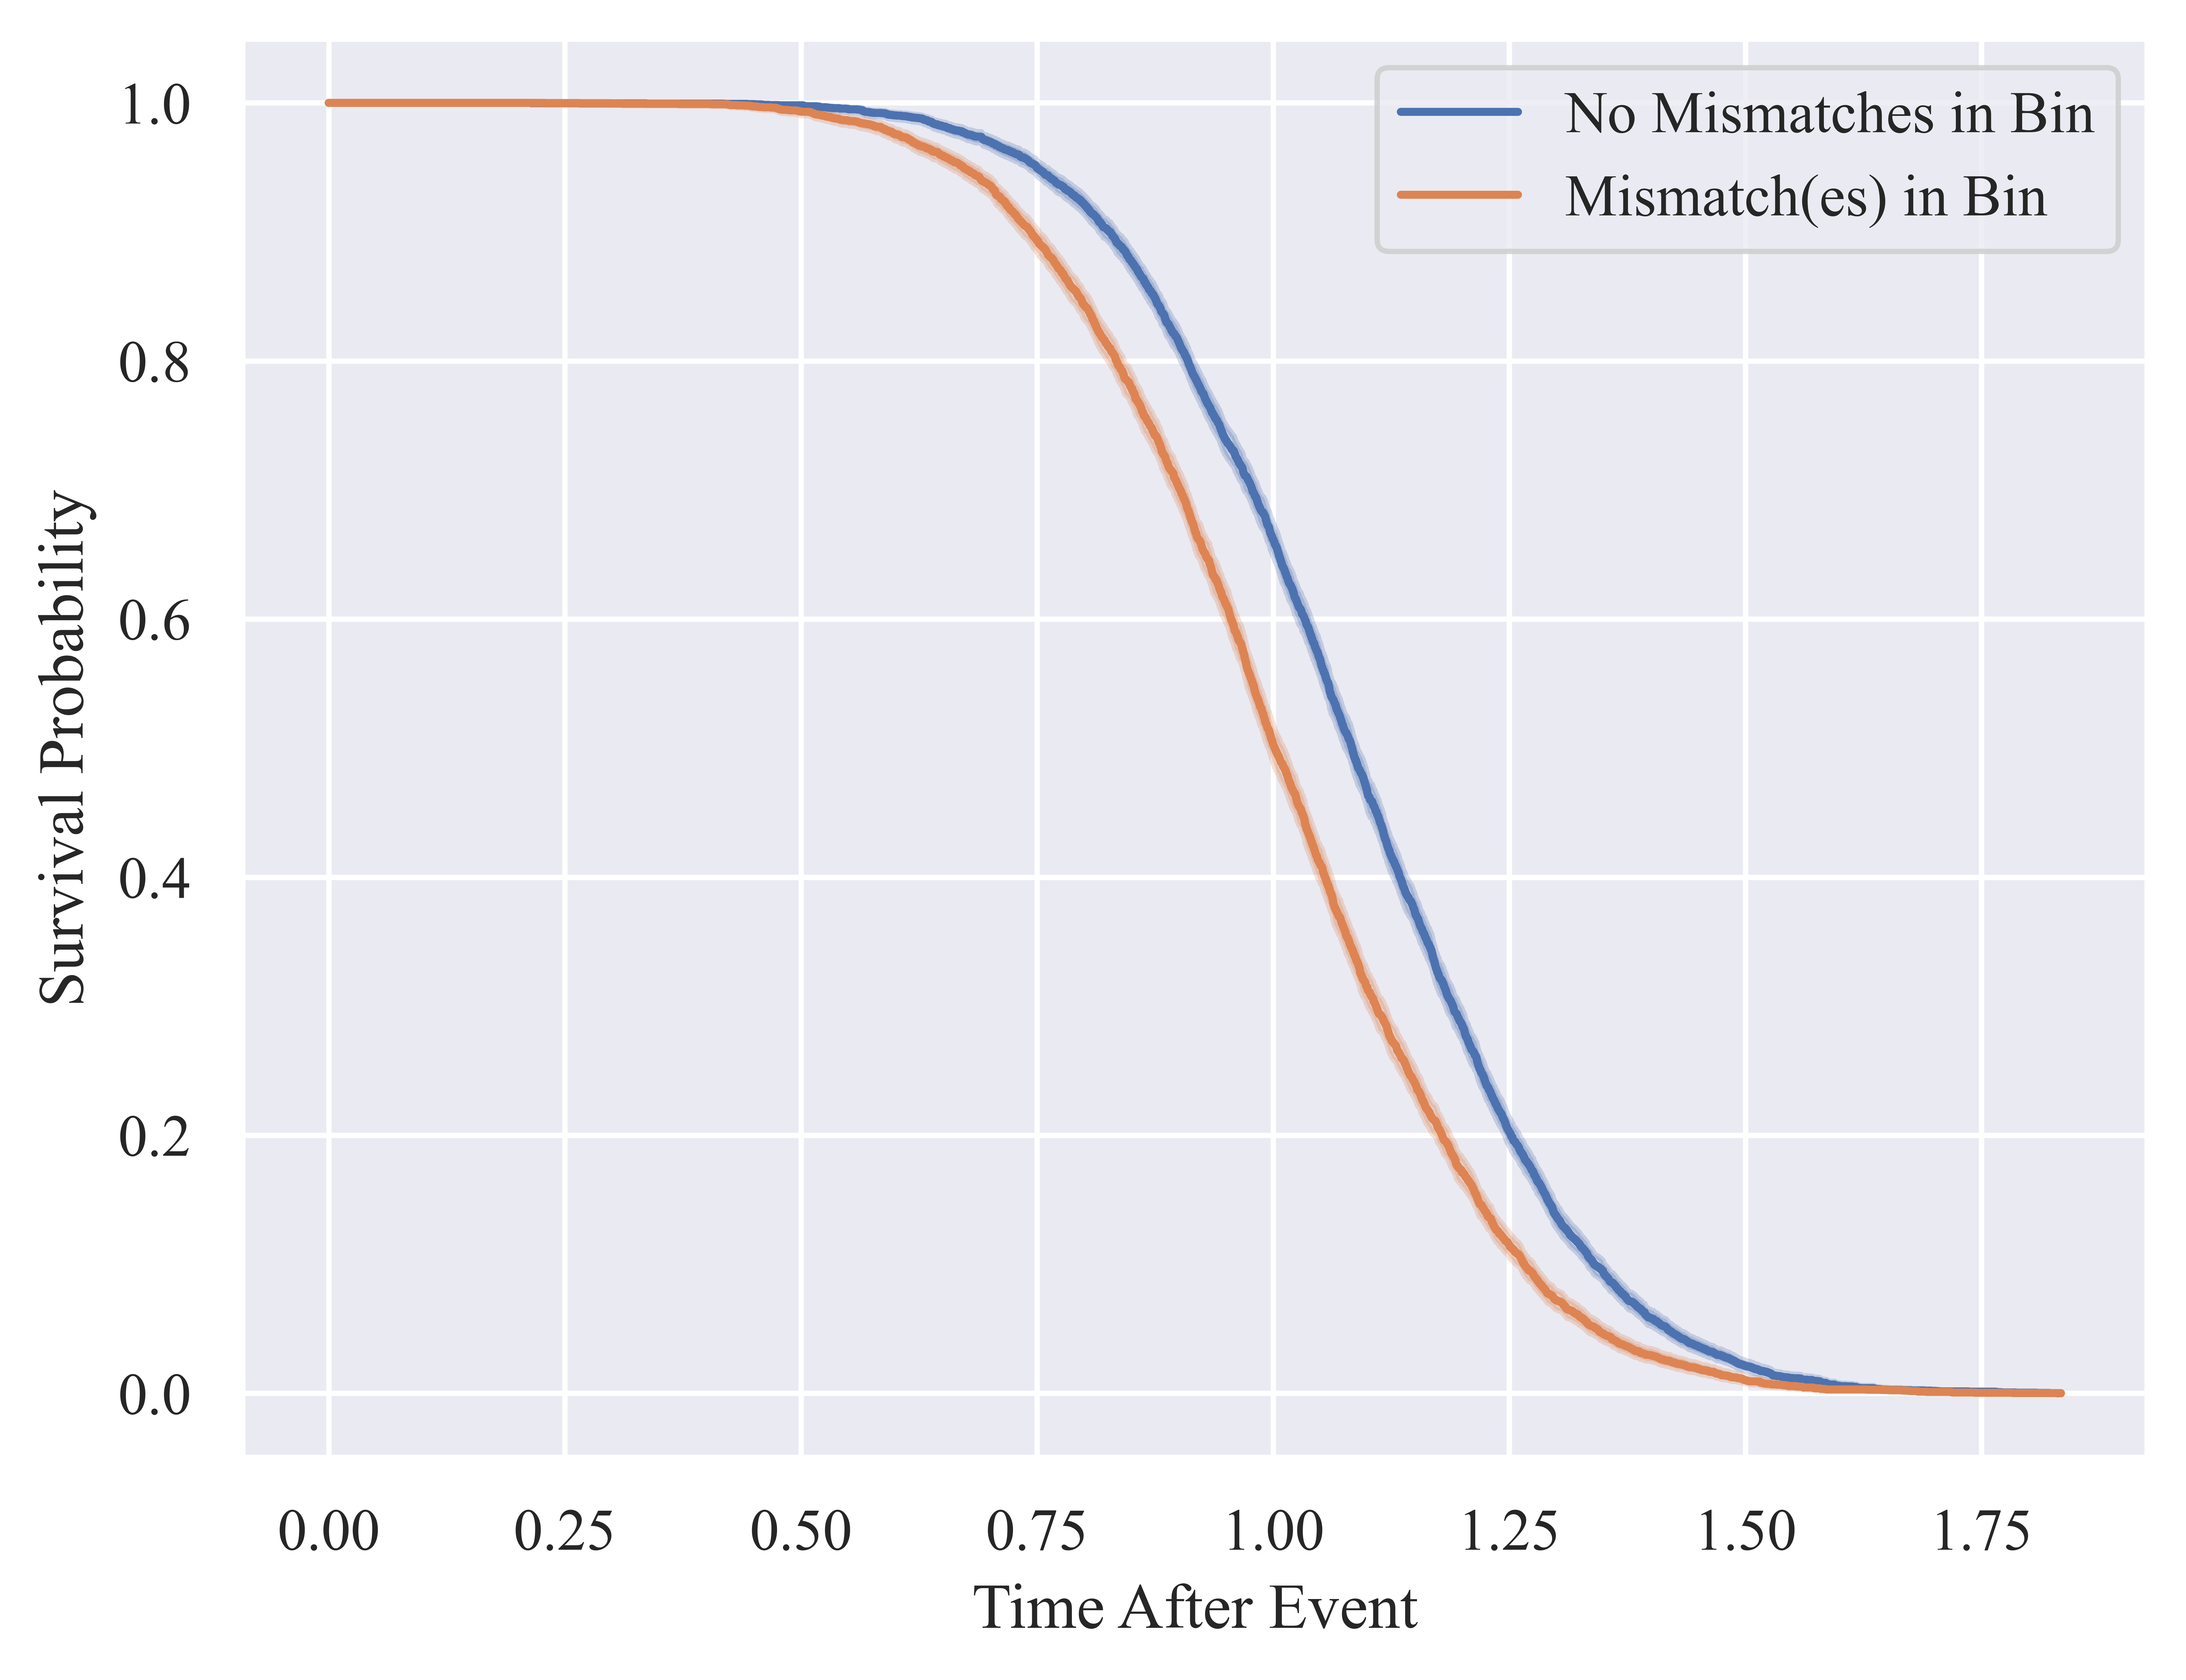 1.0
0.8
0.6
0.4
0.2
0.0
Survival Probability
No Mismatches in Bin
Mismatch(es) in Bin
0.00 0.25 0.50 0.75 1.00 1.25 1.50 1.75
Time After Event